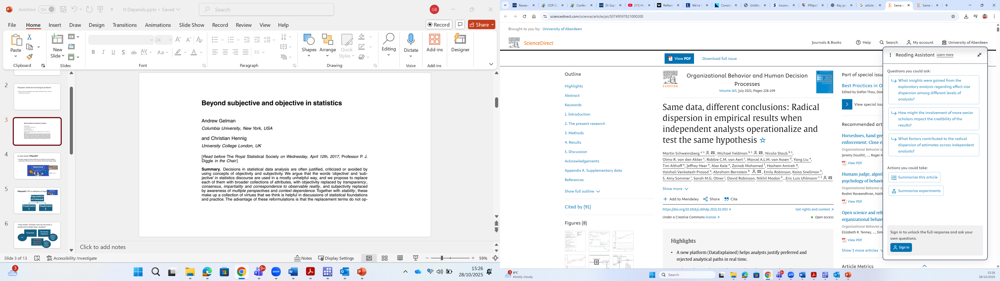 AutoSave On It Depends.pptx • Saved Search GB
File Home Insert Draw Design Transitions Animations Slide Show Record Review View Help Record Share
Paste New Slide 24 Shapes Arrange Quick Styles Editing Dictate Add-ins Designer
Clipboard Slides Font Paragraph Drawing Voice Add-ins
2
Purpose: what are we trying to achieve?
3
4
A case study: PINpoINT
5
PINpoINT: PPI in statistics in trials
Population of interest
Treatment 1
Treatment 2
6
"Holy trinity" of trials: how do we know a treatment is better than another?
Outcome
Outcome measure
Beyond subjective and objective in statistics
Andrew Gelman
Columbia University, New York, USA
and Christian Hennig
University College London, UK
[Read before The Royal Statistical Society on Wednesday, April 12th, 2017, Professor P. J.
Diggle in the Chair]
Summary. Decisions in statistical data analysis are often justified, criticized or avoided by
using concepts of objectivity and subjectivity. We argue that the words 'objective' and 'sub-
jective' in statistics discourse are used in a mostly unhelpful way, and we propose to replace
each of them with broader collections of attributes, with objectivity replaced by transparency,
consensus, impartiality and correspondence to observable reality, and subjectivity replaced
by awareness of multiple perspectives and context dependence. Together with stability, these
make up a collection of virtues that we think is helpful in discussions of statistical foundations
and practice. The advantage of these reformulations is that the replacement terms do not op-
Click to add notes
Slide 3 of 13 Accessibility: Investigate Notes Display Settings 59%
3 9+ zoom 15:26
28/10/2025
Researc COP-Co Conferen Dr Soph (11) Ho Reflexiv We're l Conside Untitled Incomp PINpoIN Key poi article Same d Same d
sciencedirect.com/science/article/pii/S0749597821000200
Brought to you by: University of Aberdeen
ScienceDirect Journals & Books Help Search My account University of Aberdeen
View PDF Download full issue
Outline
Highlights
Abstract
Keywords
1. Introduction
2. The present research
3. Methods
4. Results
5. Discussion
Acknowledgements
Appendix A. Supplementary data
References
Show full outline
Cited by (91)
Figures (8)
ELSEVIER
Organizational Behavior and Human Decision
Processes
Volume 165, July 2021, Pages 228-249
Same data, different conclusions: Radical
dispersion in empirical results when
independent analysts operationalize and
test the same hypothesis
Martin Schweinsberg a 1, Michael Feldman b 1, Nicola Staub b 1,
Olmo R. van den Akker c, Robbie C.M. van Aert c, Marcel A.L.M. van Assen d, Yang Liu e,
Tim Althoff e, Jeffrey Heer e, Alex Kale e, Zainab Mohamed f, Hashem Amireh g,
Vaishali Venkatesh Prasad a, Abraham Bernstein b, Emily Robinson, Kaisa Snellman h,
S. Amy Sommer i, Sarah M.G. Otner j, David Robinson, Nikhil Madan k...Eric Luis Uhlmann n 1
Show more
Add to Mendeley Share Cite
https://doi.org/10.1016/j.obhdp.2021.02.003 Get rights and content
Under a Creative Commons license Open access
Highlights
• A new platform (DataExplained) helps analysts justify preferred and
rejected analytical paths in real time.
Part of special issu
Best Practices in O
Edited by Stefan Thau, Don
View special issu
Recommended art
Horseshoes, hand gre
enforcement: Close e
Organizational Behavior a
Jeremy Douthit, ..., Roger M
View PDF
Humans judge, algori
psychology of behavi
Organizational Behavior a
Roshni Raveendhran, Nath
View PDF
Open science and refo
organizational behavi
Organizational Behavior a
Elizabeth R. Tenney, ..., Sim
View PDF
Show 3 more articles
Article Metrics
Reading Assistant Learn more
Questions you could ask:
What insights were gained from the
exploratory analysis regarding effect size
dispersion among different levels of
analysts?
How might the involvement of more senior
scholars impact the credibility of the
results?
What factors contributed to the radical
dispersion of estimates across independent
analysts?
Actions you could take:
Summarize this article
Summarize experiments
Sign in to unlock the full response and ask your
own questions.
Sign in
3 8°C
Mostly cloudy
Search 9+ zm 15:26
28/10/2025